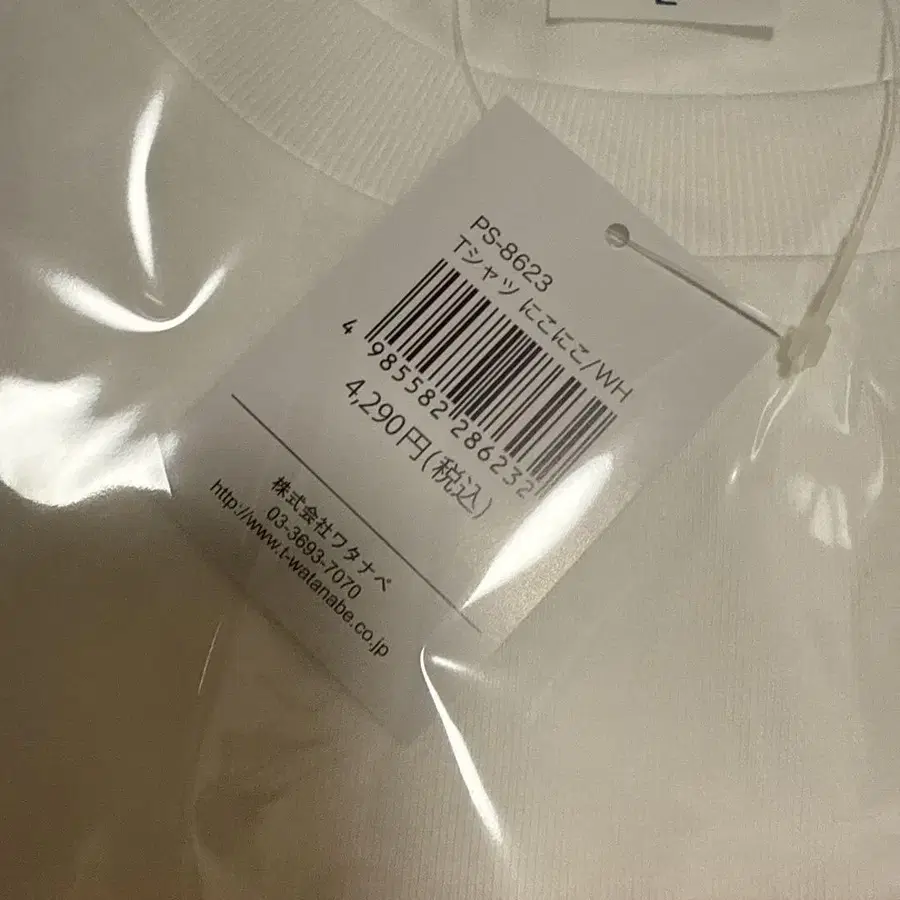 PS-8623
Tシャツ にこにこ/WH
4 985582 286232
4,290円(税込)
株式会社ワタナベ
03-3693-7070
http://www.t-watanabe.co.jp